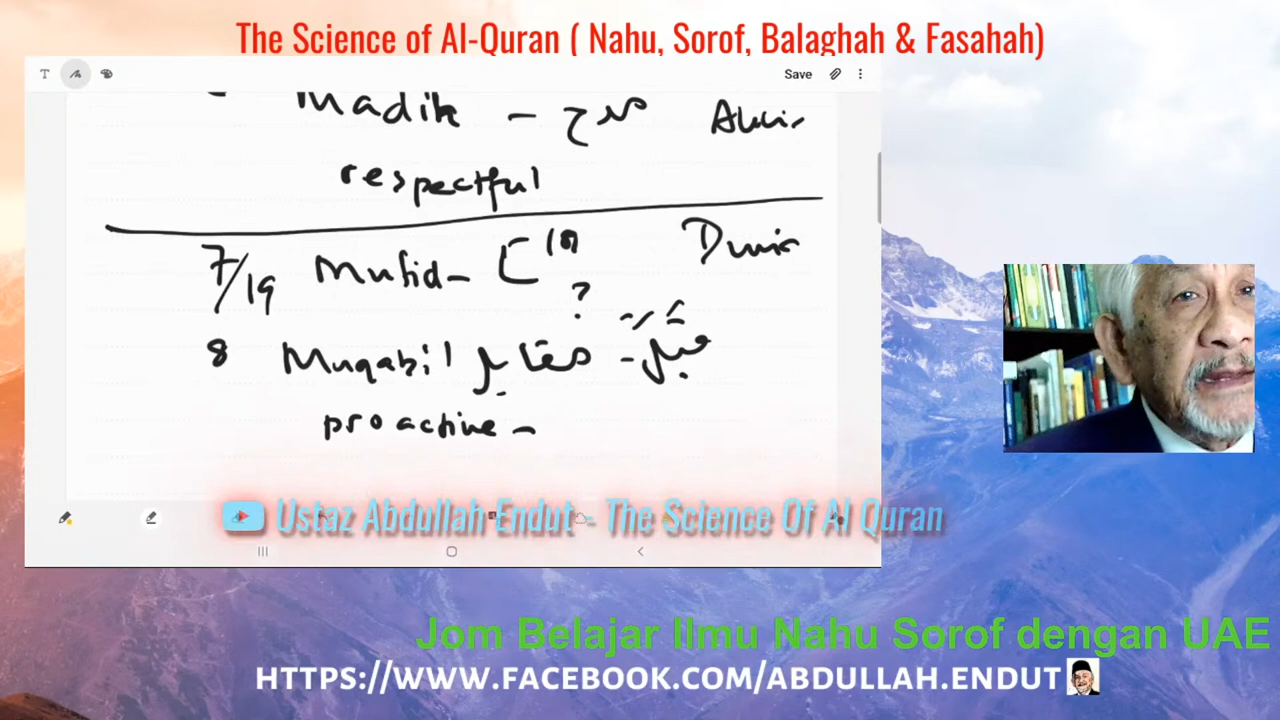 The Science of Al-Quran ( Nahu, Sorof, Balaghah & Fasahah)
T Save
Madih – مدح
respectful
7/19 Mufid – [ 19
?
8 Muqabil مقابل – قبل
proactive –
Ustaz Abdullah Endut - The Science Of Al Quran
Jom Belajar Ilmu Nahu Sorof dengan UAE
HTTPS://WWW.FACEBOOK.COM/ABDULLAH.ENDUT